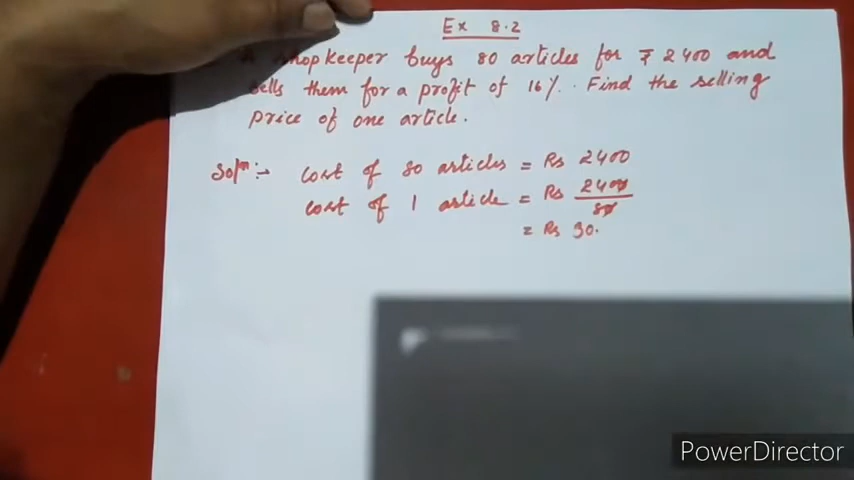 Ex 8.2
shopkeeper buys 80 articles for ₹ 2400 and
sells them for a profit of 16%. Find the selling
price of one article.
Solⁿ:- cost of 80 articles = Rs 2400
cost of 1 article = Rs 2400/80
= Rs 30.
PowerDirector